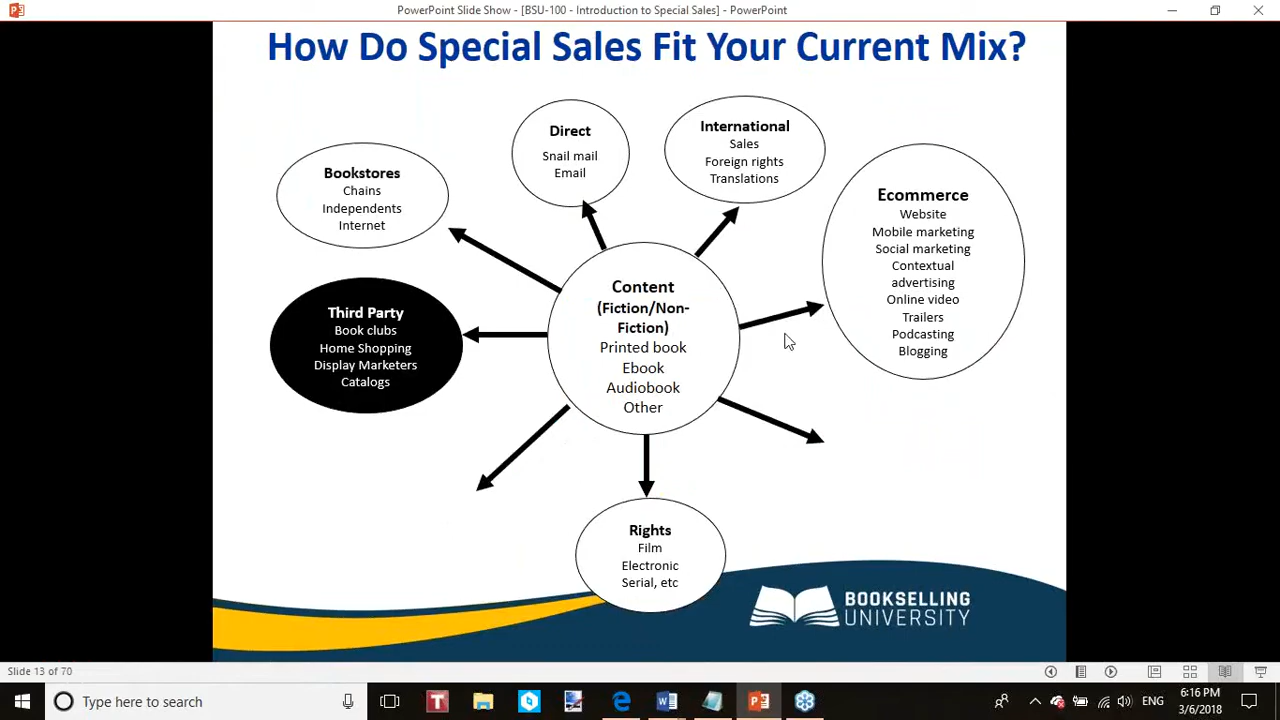 PowerPoint Slide Show - [BSU-100 - Introduction to Special Sales] - PowerPoint
How Do Special Sales Fit Your Current Mix?
Direct
Snail mail
Email
International
Sales
Foreign rights
Translations
Bookstores
Chains
Independents
Internet
Ecommerce
Website
Mobile marketing
Social marketing
Contextual
advertising
Online video
Trailers
Podcasting
Blogging
Third Party
Book clubs
Home Shopping
Display Marketers
Catalogs
Content
(Fiction/Non-
Fiction)
Printed book
Ebook
Audiobook
Other
Rights
Film
Electronic
Serial, etc
BOOKSELLING
UNIVERSITY
Slide 13 of 70
Type here to search
ENG
6:16 PM
3/6/2018